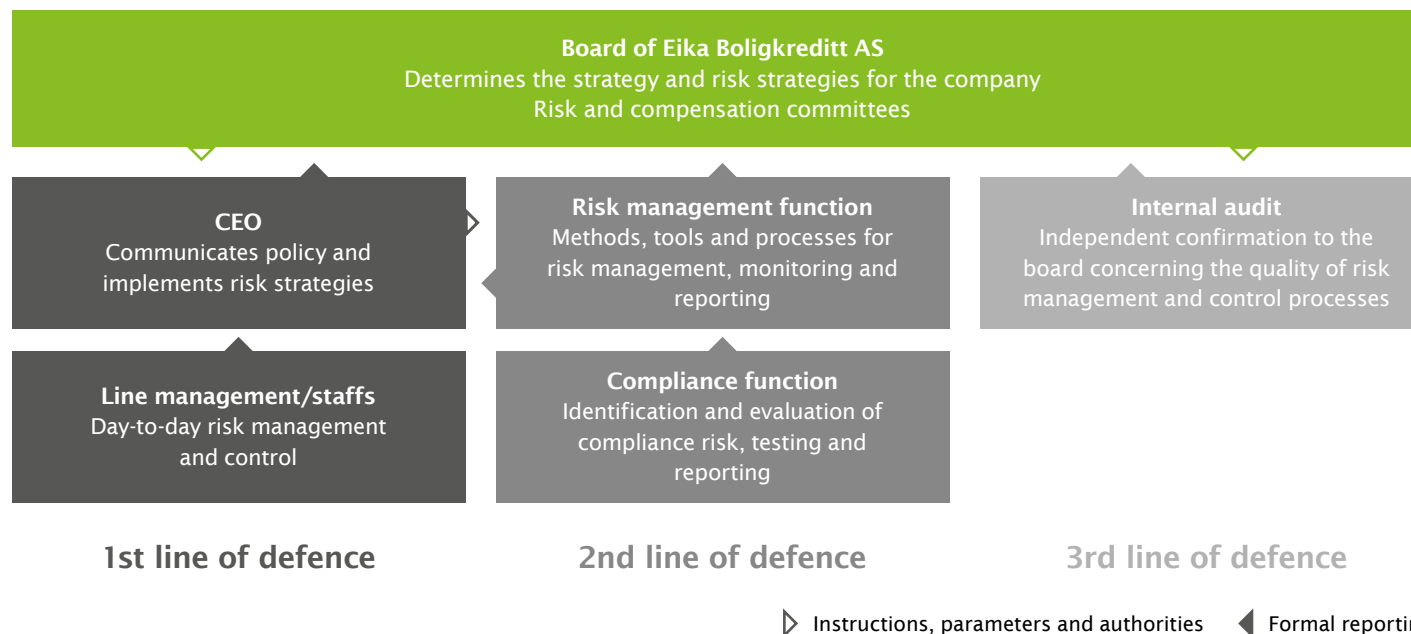 Board of Eika Boligkreditt AS
Determines the strategy and risk strategies for the company
Risk and compensation committees
CEO
Communicates policy and
implements risk strategies
Risk management function
Methods, tools and processes for
risk management, monitoring and
reporting
Internal audit
Independent confirmation to the
board concerning the quality of risk
management and control processes
Line management/staffs
Day-to-day risk management
and control
Compliance function
Identification and evaluation of
compliance risk, testing and
reporting
1st line of defence
2nd line of defence
3rd line of defence
Instructions, parameters and authorities
Formal